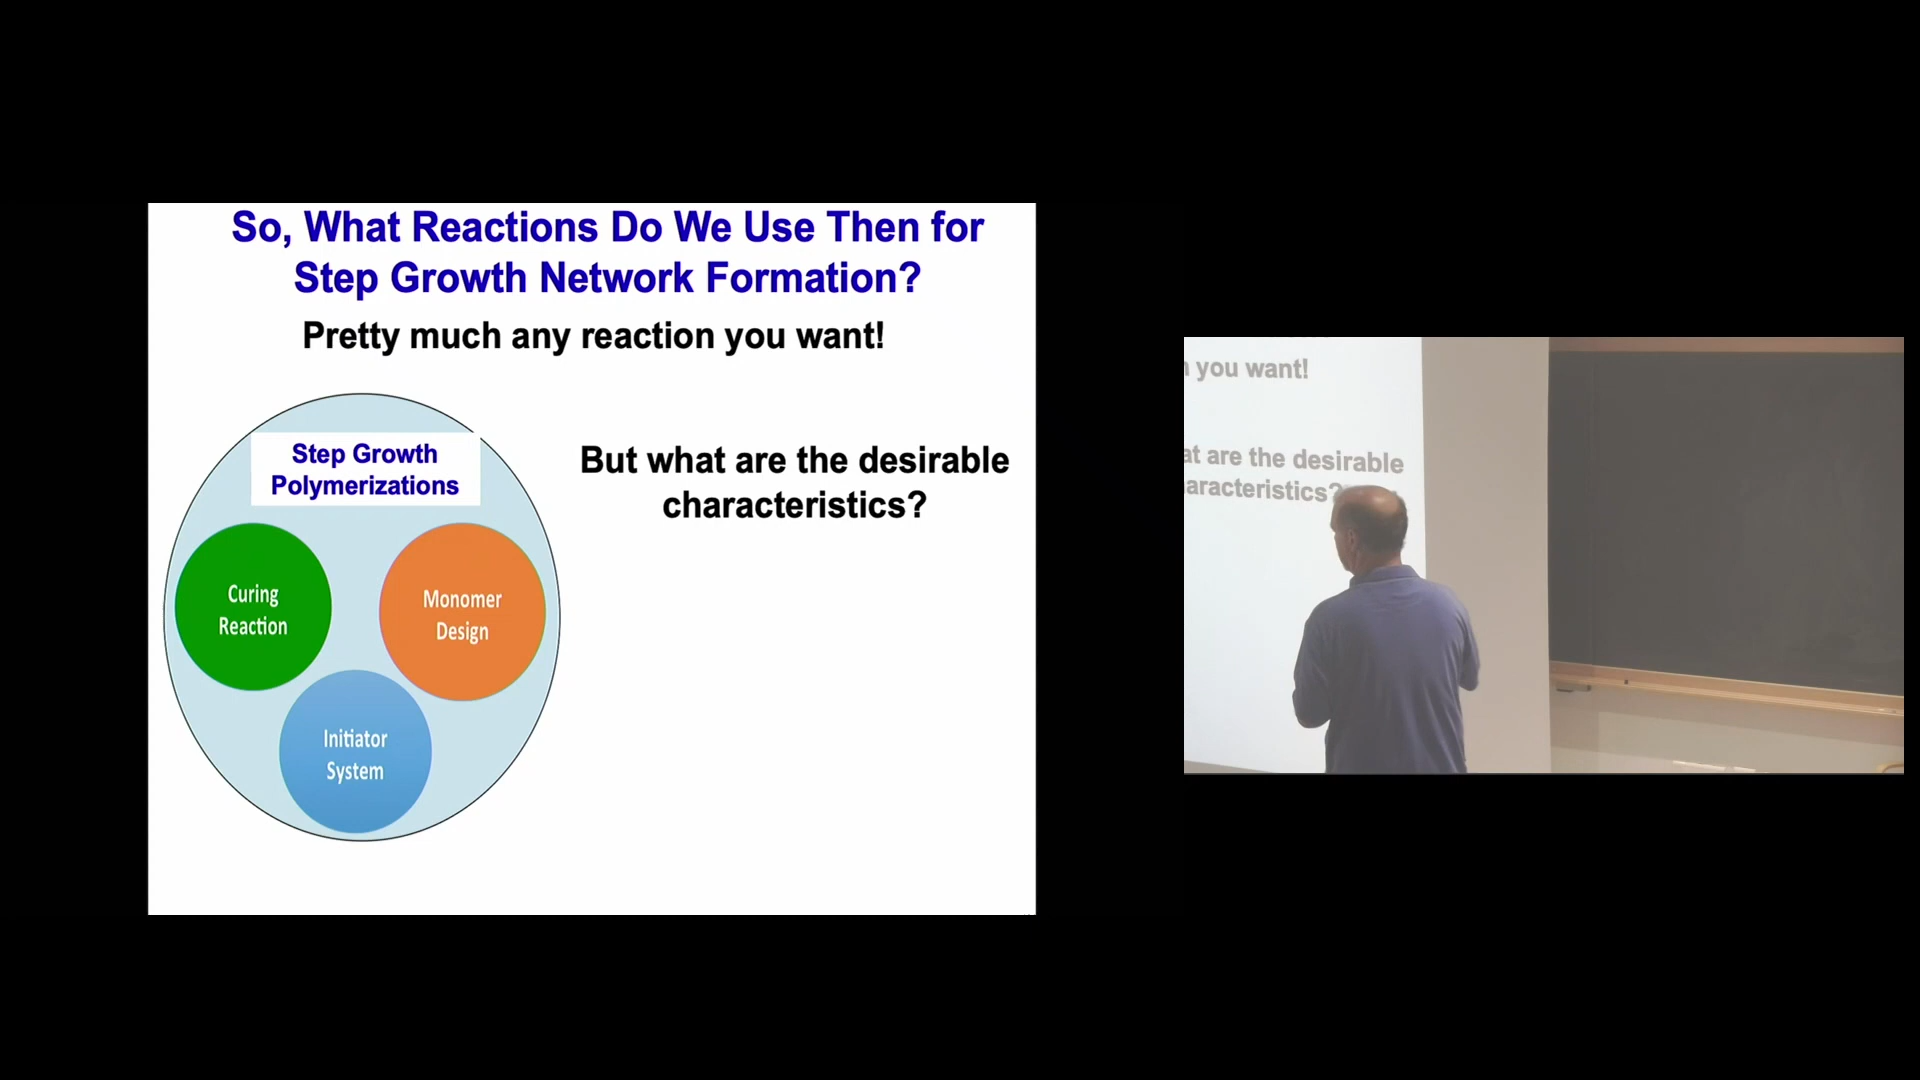 So, What Reactions Do We Use Then for
Step Growth Network Formation?
Pretty much any reaction you want!
Step Growth
Polymerizations
But what are the desirable
characteristics?
Curing
Reaction
Monomer
Design
Initiator
System
you want!
at are the desirable
aracteristics?